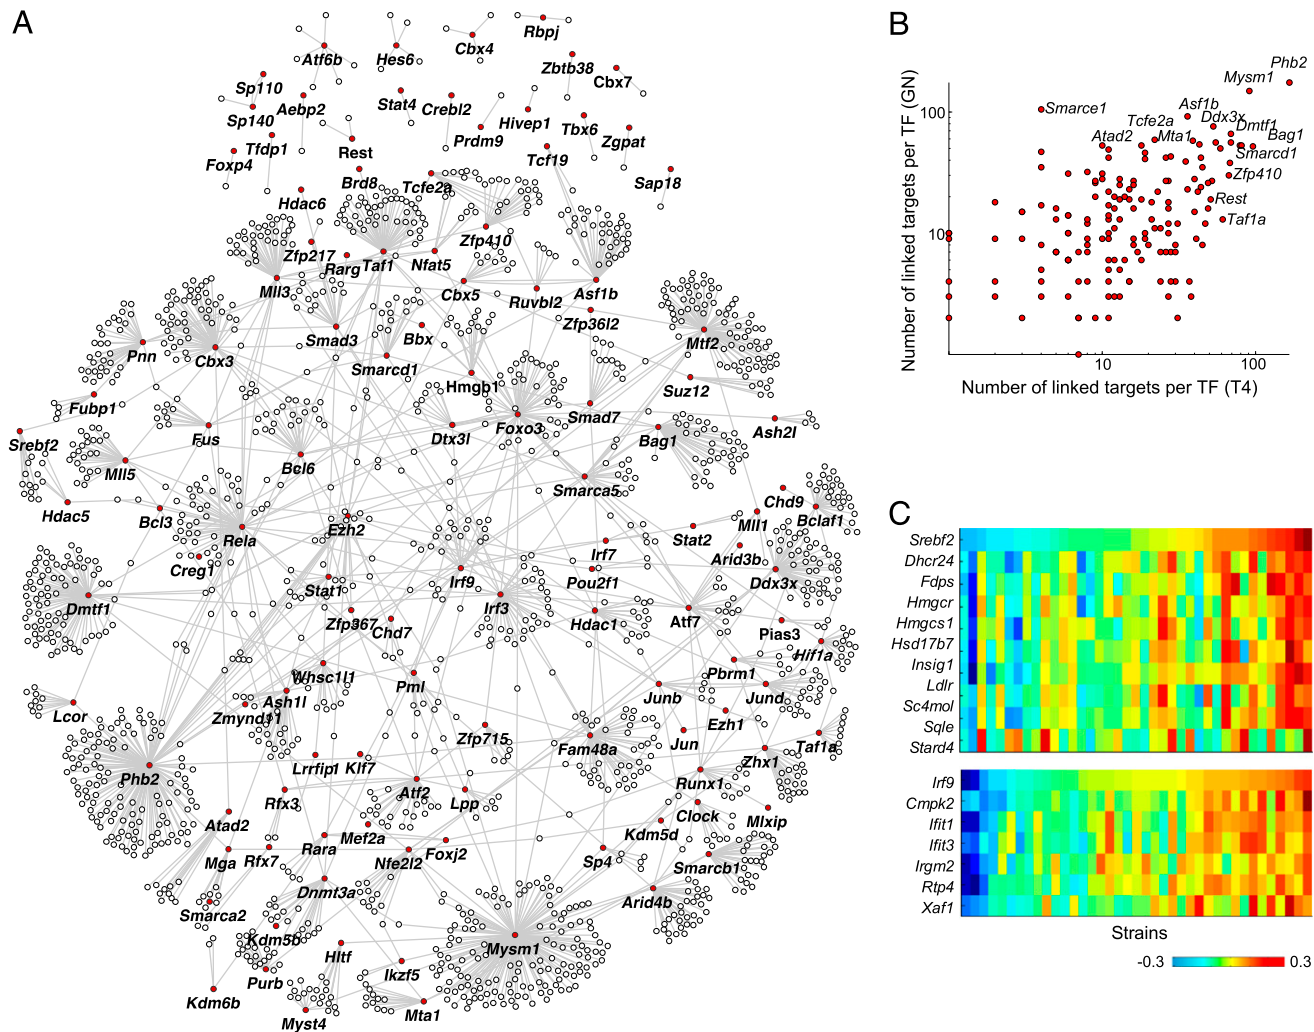 A
Atf6b
Hes6
Cbx4
Rbpj
Zbtb38
Cbx7
Sp110
Sp140
Aebp2
Stat4
Crebl2
Prdm9
Hivep1
Tbx6
Zgpat
Foxp4
Tfdp1
Rest
Tcf19
Brd8
Tcfe2a
Sap18
Hdac6
Zfp217
Rarg
Taf1
Nfat5
Zfp410
Mll3
Cbx5
Ruvbl2
Asf1b
Zfp36l2
Pnn
Cbx3
Smad3
Bbx
Smarcd1
Hmgb1
Mtf2
Suz12
Fubp1
Srebf2
Fus
Dtx3l
Foxo3
Smad7
Bag1
Ash2l
Mll5
Bcl6
Smarca5
Hdac5
Bcl3
Rela
Ezh2
Chd9
Mll1
Bclaf1
Stat2
Arid3b
Creg1
Stat1
Irf9
Irf7
Pou2f1
Ddx3x
Dmtf1
Zfp367
Chd7
Irf3
Hdac1
Atf7
Pias3
Hif1a
Whsc1l1
Pml
Pbrm1
Lcor
Zmynd11
Ash1l
Junb
Jund
Ezh1
Phb2
Lrrfip1
Klf7
Zfp715
Fam48a
Jun
Taf1a
Zhx1
Rfx3
Atf2
Lpp
Runx1
Clock
Mlxip
Atad2
Mga
Rfx7
Rara
Mef2a
Nfe2l2
Foxj2
Sp4
Kdm5d
Smarcb1
Smarca2
Dnmt3a
Arid4b
Kdm5b
Hltf
Mysm1
Purb
Ikzf5
Kdm6b
Myst4
Mta1
B
Number of linked targets per TF (GN)
100
10
Phb2
Mysm1
Smarce1
Asf1b
Tcfe2a
Ddx3x
Dmtf1
Atad2
Mta1
Bag1
Smarcd1
Zfp410
Rest
Taf1a
10
100
Number of linked targets per TF (T4)
C
Srebf2
Dhcr24
Fdps
Hmgcr
Hmgcs1
Hsd17b7
Insig1
Ldlr
Sc4mol
Sqle
Stard4
Irf9
Cmpk2
Ifit1
Ifit3
Irgm2
Rtp4
Xaf1
Strains
-0.3
0.3